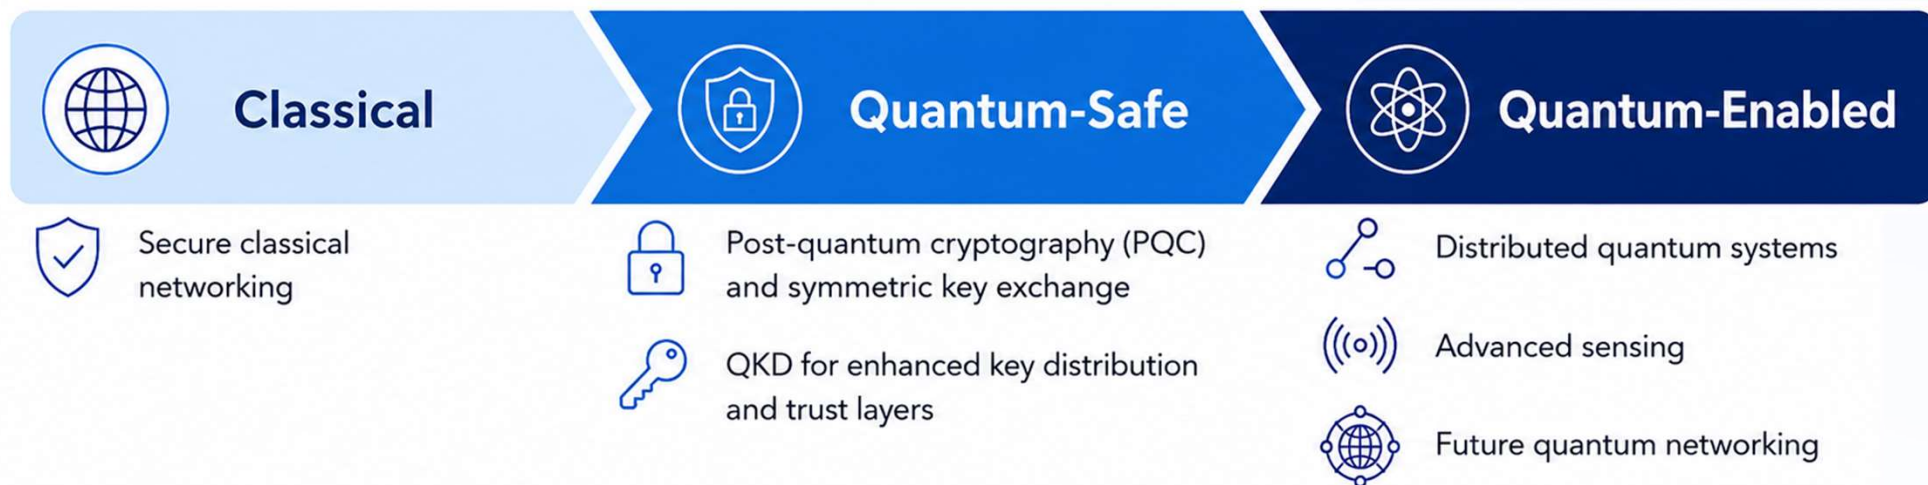 Classical
Quantum-Safe
Quantum-Enabled
Secure classical
networking
Post-quantum cryptography (PQC)
and symmetric key exchange
QKD for enhanced key distribution
and trust layers
Distributed quantum systems
Advanced sensing
Future quantum networking